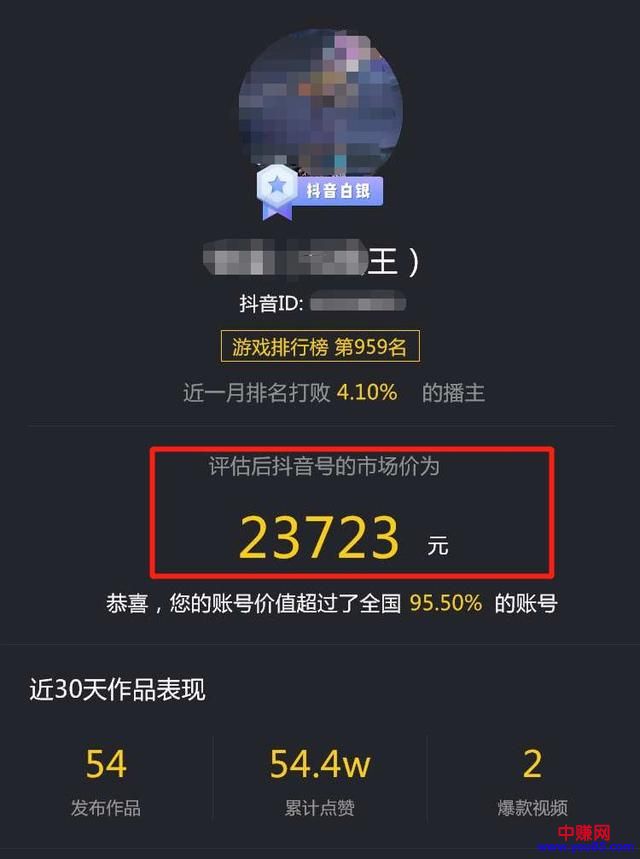 抖音白银
王）
抖音ID:
游戏排行榜 第959名
近一月排名打败 4.10% 的播主
评估后抖音号的市场价为
23723 元
恭喜，您的账号价值超过了全国 95.50% 的账号
近30天作品表现
54 54.4w 2
发布作品 累计点赞 爆款视频
中赚网